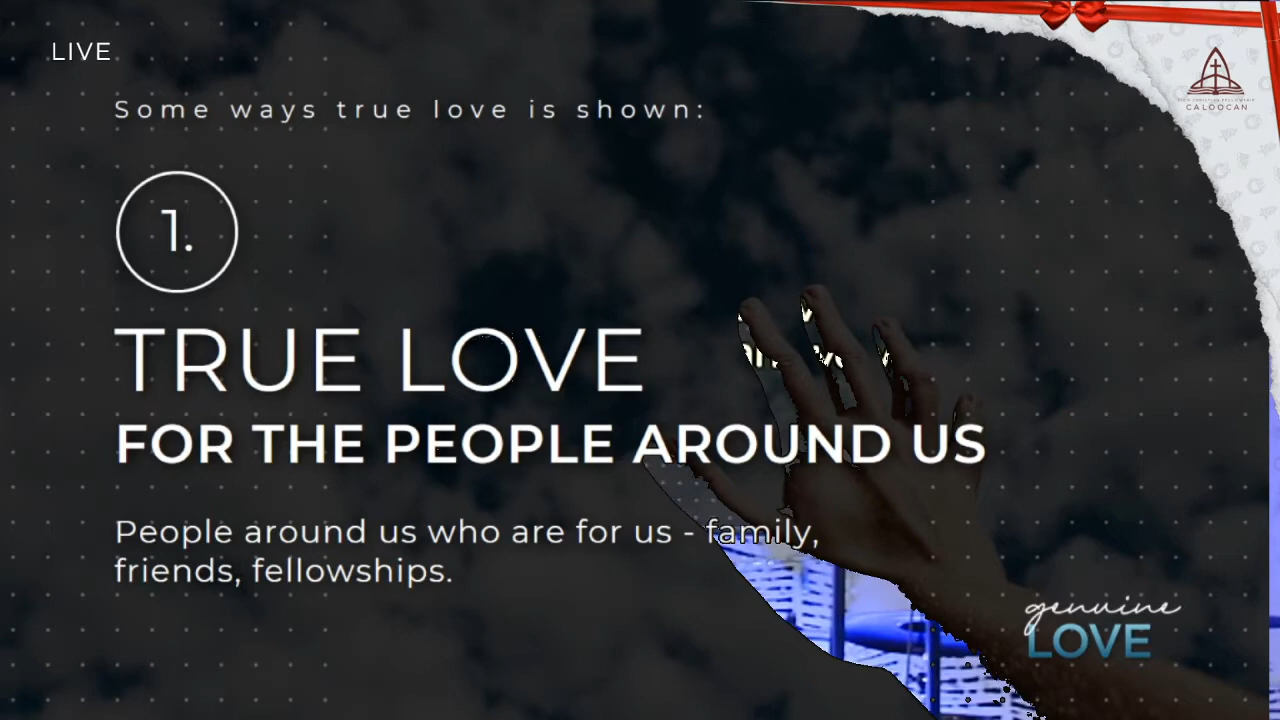 LIVE
CALOOCAN
Some ways true love is shown:
1.
TRUE LOVE
FOR THE PEOPLE AROUND US
People around us who are for us - family,
friends, fellowships.
genuine
LOVE